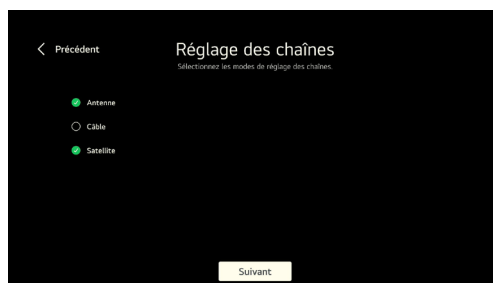 Précédent
Réglage des chaînes
Sélectionnez les modes de réglage des chaînes.
Antenne
Câble
Satellite
Suivant